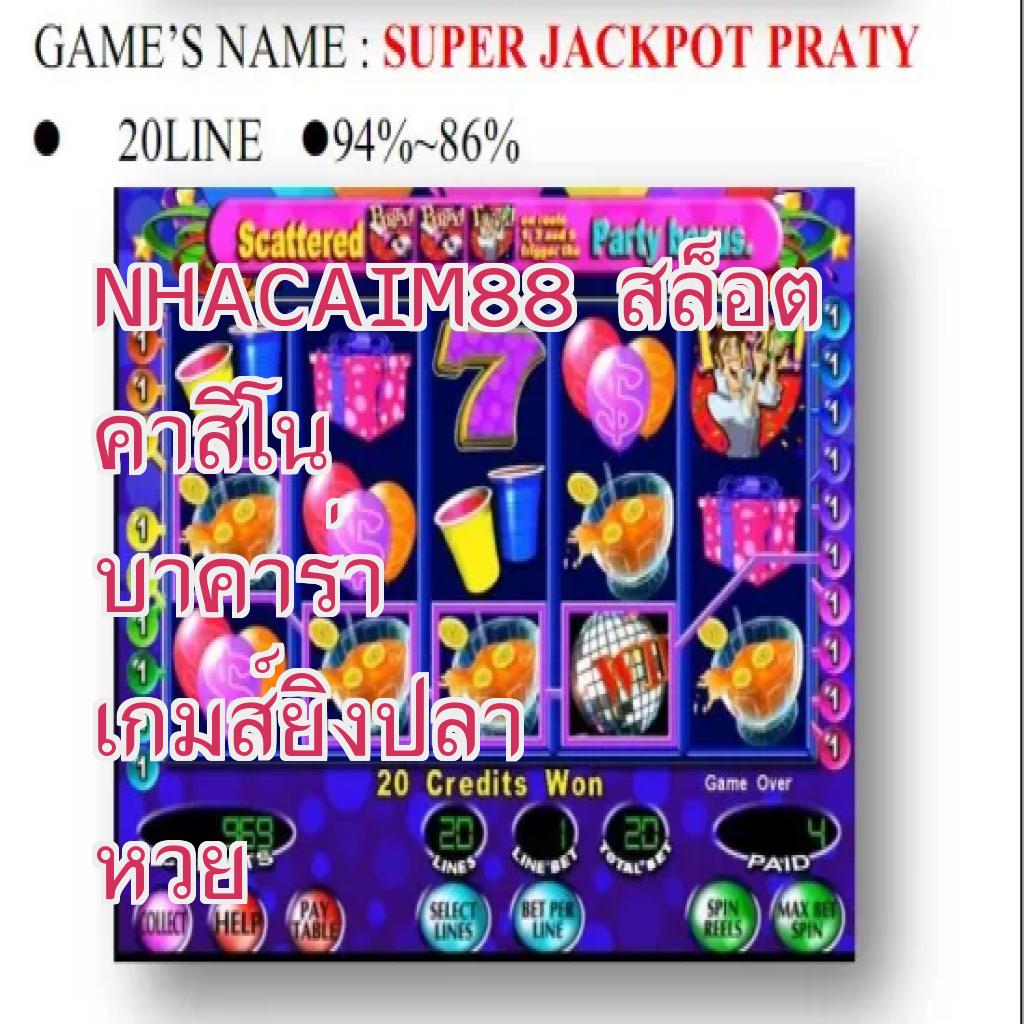 GAME'S NAME : SUPER JACKPOT PRATY
● 20LINE ●94%~86%
Scattered
Party bonus.
NHACAIM88 สล็อต
คาสิโน
บาคาร่า
เกมส์ยิงปลา
หวย
20 Credits Won
Game Over
969 20 1 20 4
LINES LINE BET TOTAL BET PAID
COLLECT HELP PAY TABLE SELECT LINES BET PER LINE SPIN REELS MAX BET SPIN